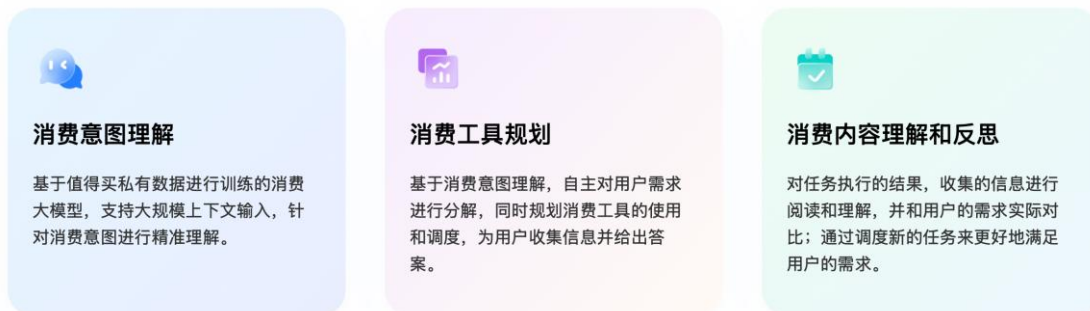 消费意图理解
基于值得买私有数据进行训练的消费
大模型，支持大规模上下文输入，针
对消费意图进行精准理解。
消费工具规划
基于消费意图理解，自主对用户需求
进行分解，同时规划消费工具的使用
和调度，为用户收集信息并给出答
案。
消费内容理解和反思
对任务执行的结果，收集的信息进行
阅读和理解，并和用户的需求实际对
比；通过调度新的任务来更好地满足
用户的需求。